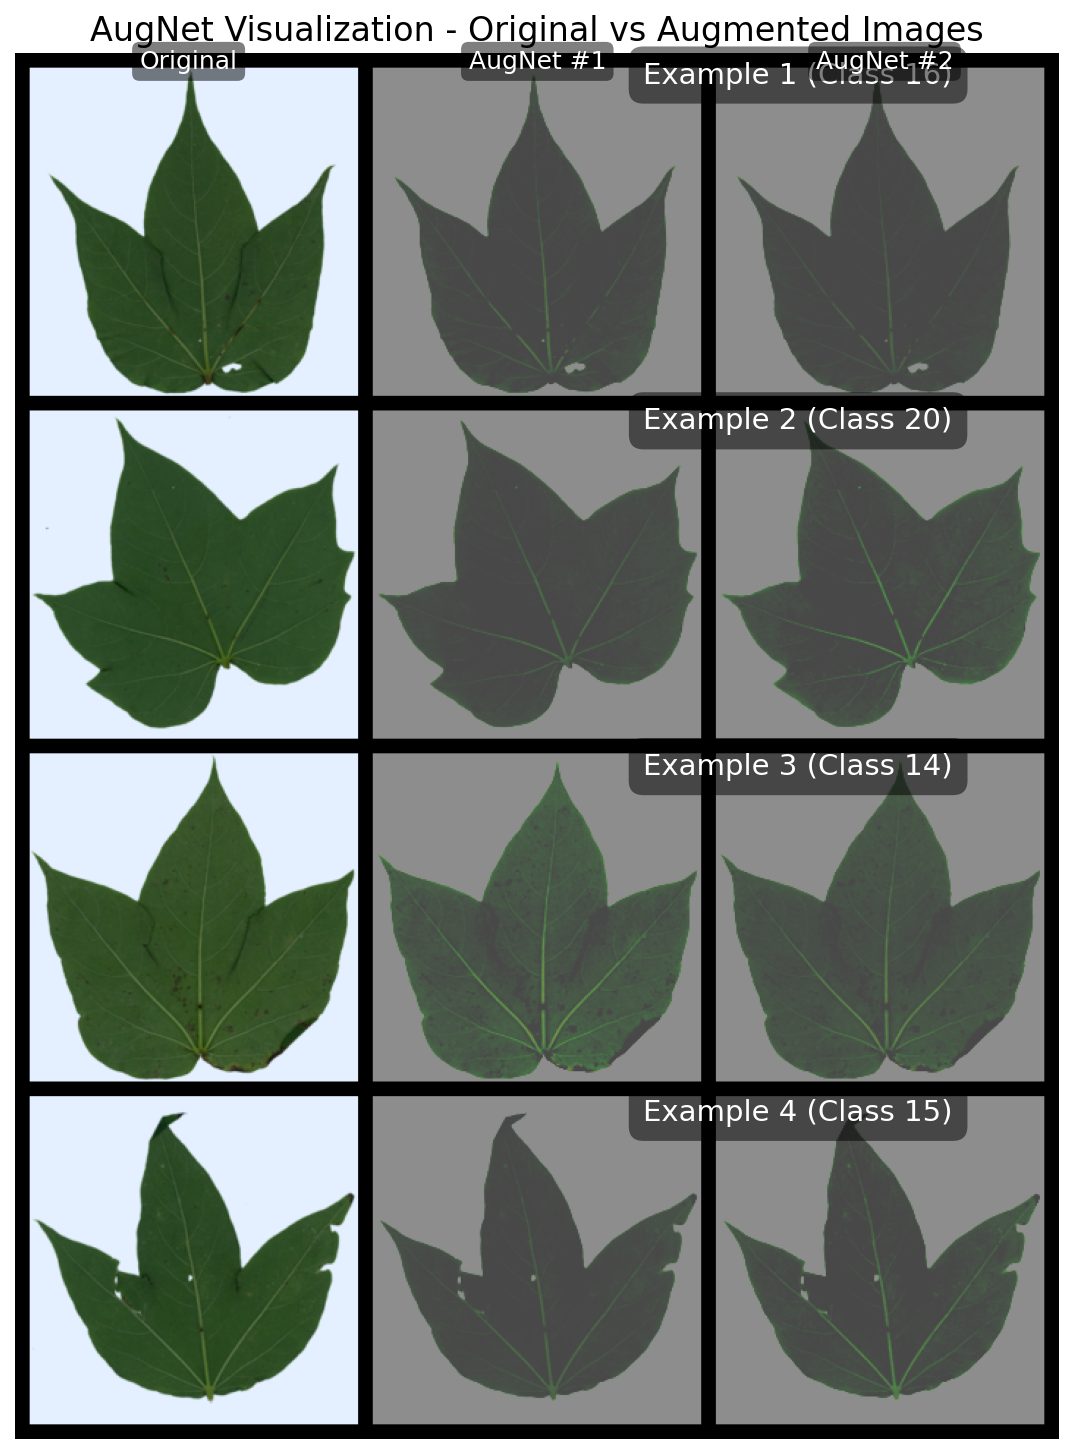 AugNet Visualization - Original vs Augmented Images
Original
AugNet #1
AugNet #2
Example 1 (Class 16)
Example 2 (Class 20)
Example 3 (Class 14)
Example 4 (Class 15)